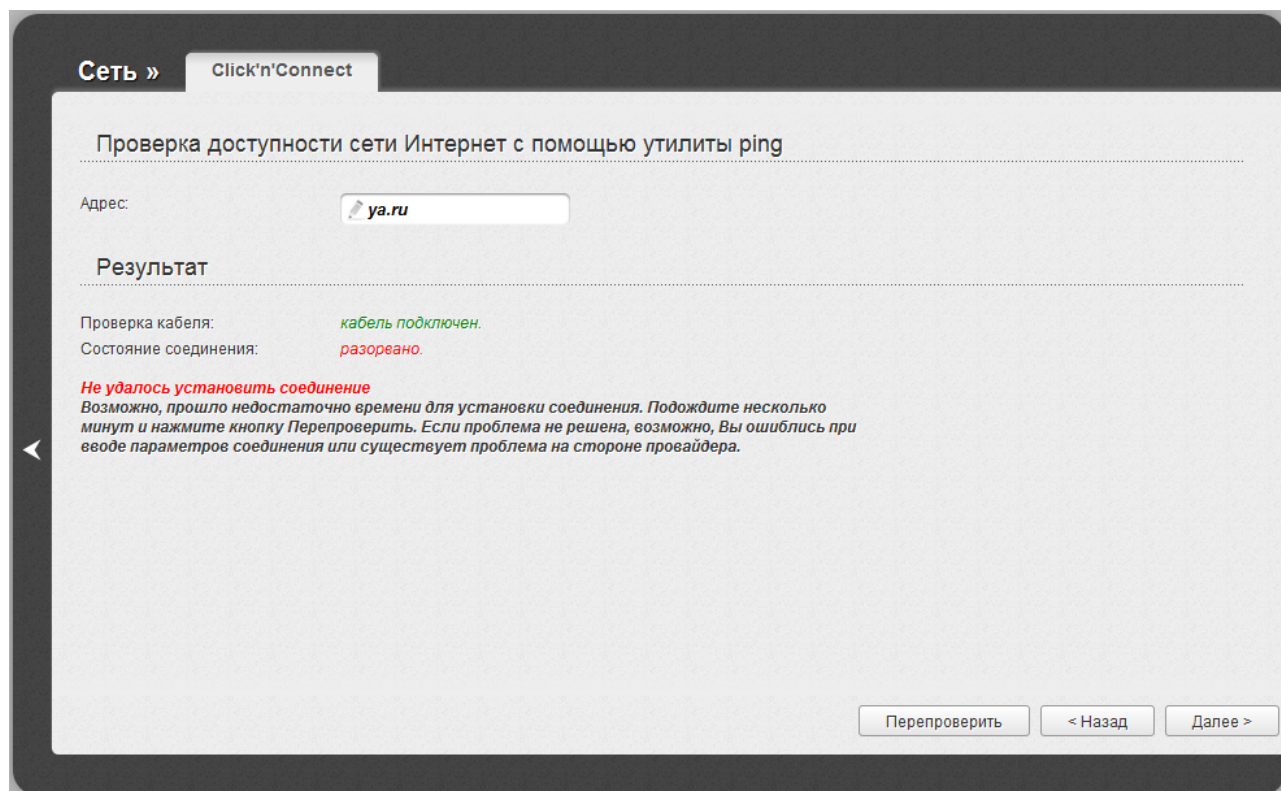 Сеть »
Click'n'Connect
Проверка доступности сети Интернет с помощью утилиты ping
Адрес:
ya.ru
Результат
Проверка кабеля:
кабель подключен.
Состояние соединения:
разорвано.
Не удалось установить соединение
Возможно, прошло недостаточно времени для установки соединения. Подождите несколько
минут и нажмите кнопку Перепроверить. Если проблема не решена, возможно, Вы ошиблись при
вводе параметров соединения или существует проблема на стороне провайдера.
Перепроверить
< Назад
Далее >